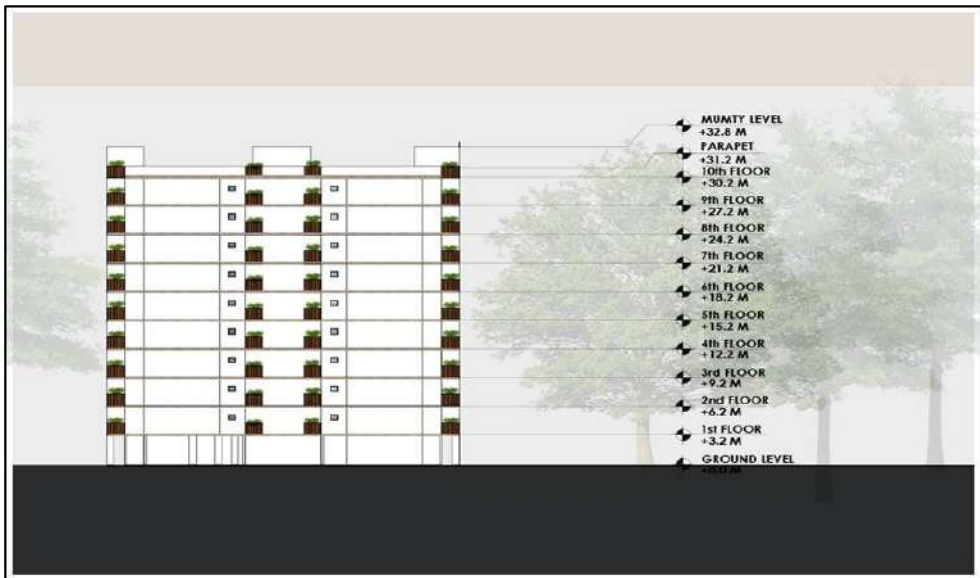 MUMTY LEVEL
+32.8 M
PARAPET
+31.2 M
10th FLOOR
+30.2 M
9th FLOOR
+27.2 M
8th FLOOR
+24.2 M
7th FLOOR
+21.2 M
6th FLOOR
+18.2 M
5th FLOOR
+15.2 M
4th FLOOR
+12.2 M
3rd FLOOR
+9.2 M
2nd FLOOR
+6.2 M
1st FLOOR
+3.2 M
GROUND LEVEL
+0.0 M